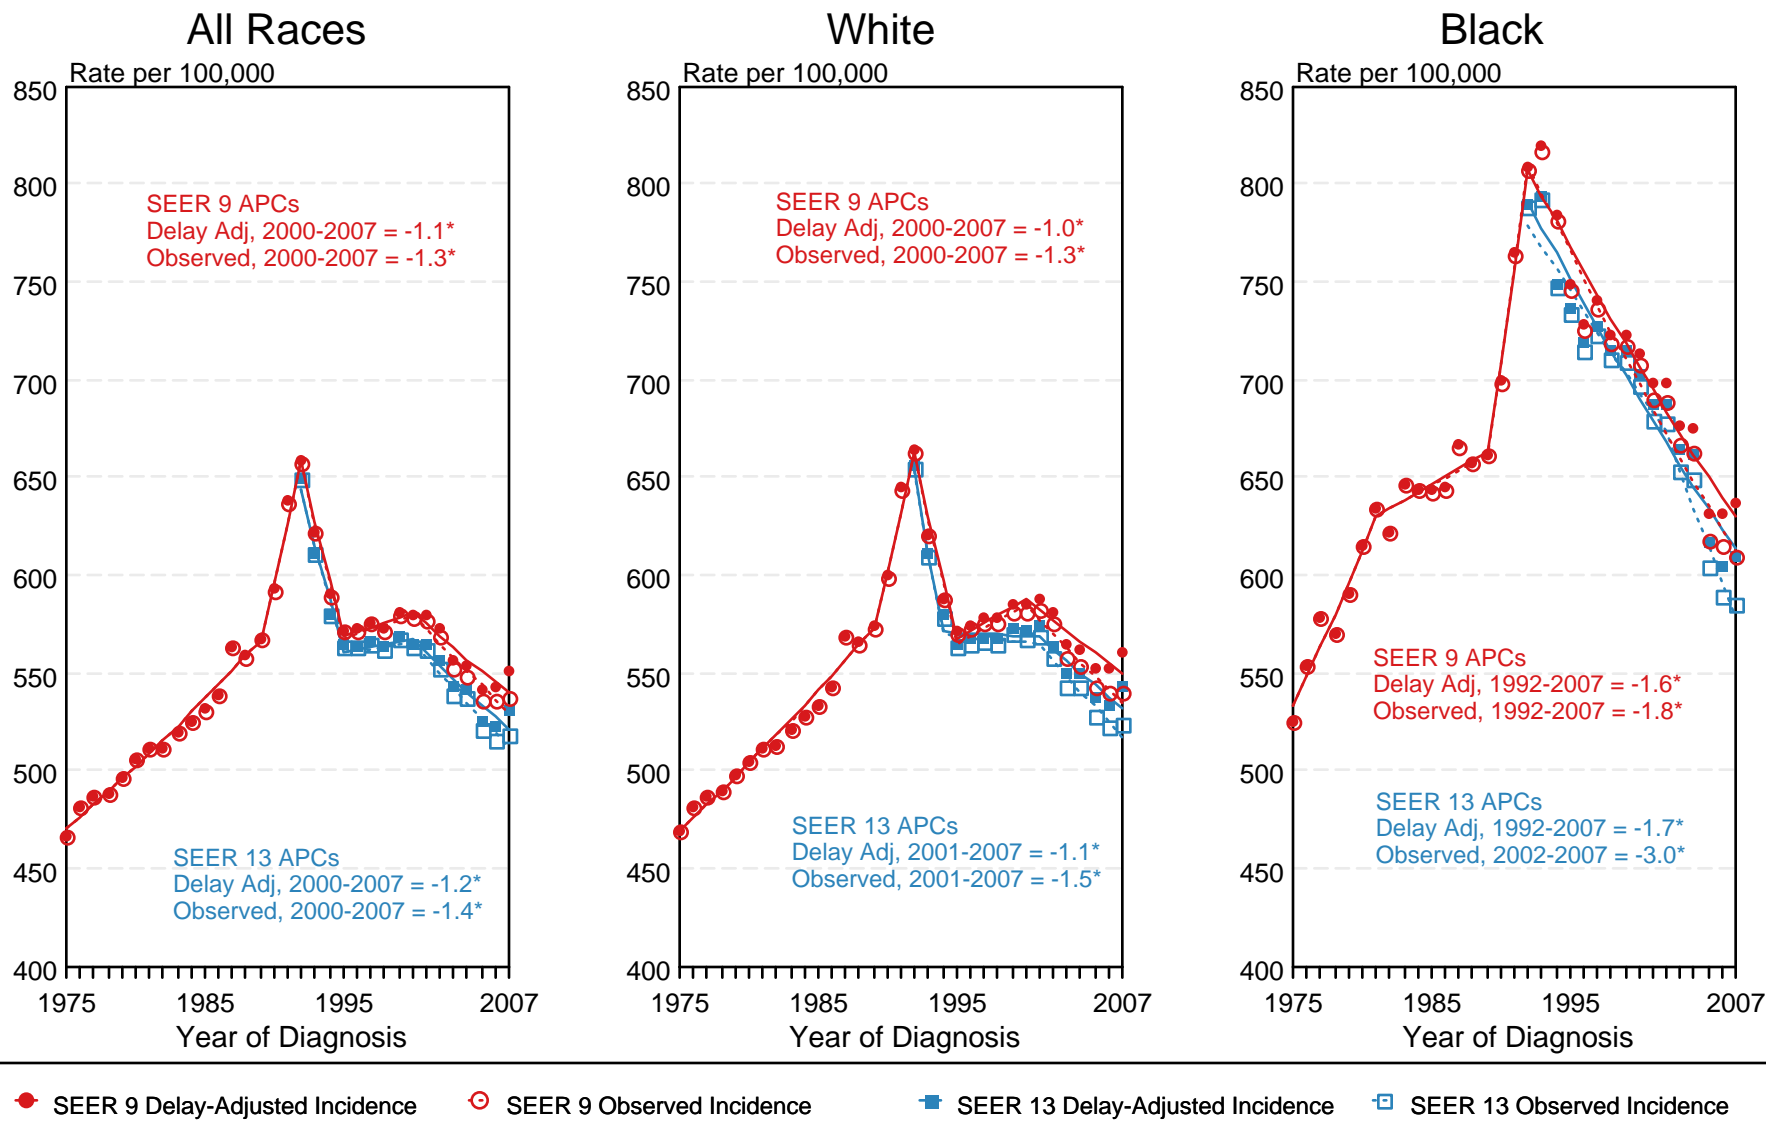 All Races
Rate per 100,000
850
800
750
700
650
600
550
500
450
400
SEER 9 APCs
Delay Adj, 2000-2007 = -1.1*
Observed, 2000-2007 = -1.3*
SEER 13 APCs
Delay Adj, 2000-2007 = -1.2*
Observed, 2000-2007 = -1.4*
1975 1985 1995 2007
Year of Diagnosis
White
Rate per 100,000
850
800
750
700
650
600
550
500
450
400
SEER 9 APCs
Delay Adj, 2000-2007 = -1.0*
Observed, 2000-2007 = -1.3*
SEER 13 APCs
Delay Adj, 2001-2007 = -1.1*
Observed, 2001-2007 = -1.5*
1975 1985 1995 2007
Year of Diagnosis
Black
Rate per 100,000
850
800
750
700
650
600
550
500
450
400
SEER 9 APCs
Delay Adj, 1992-2007 = -1.6*
Observed, 1992-2007 = -1.8*
SEER 13 APCs
Delay Adj, 1992-2007 = -1.7*
Observed, 2002-2007 = -3.0*
1975 1985 1995 2007
Year of Diagnosis
SEER 9 Delay-Adjusted Incidence
SEER 9 Observed Incidence
SEER 13 Delay-Adjusted Incidence
SEER 13 Observed Incidence